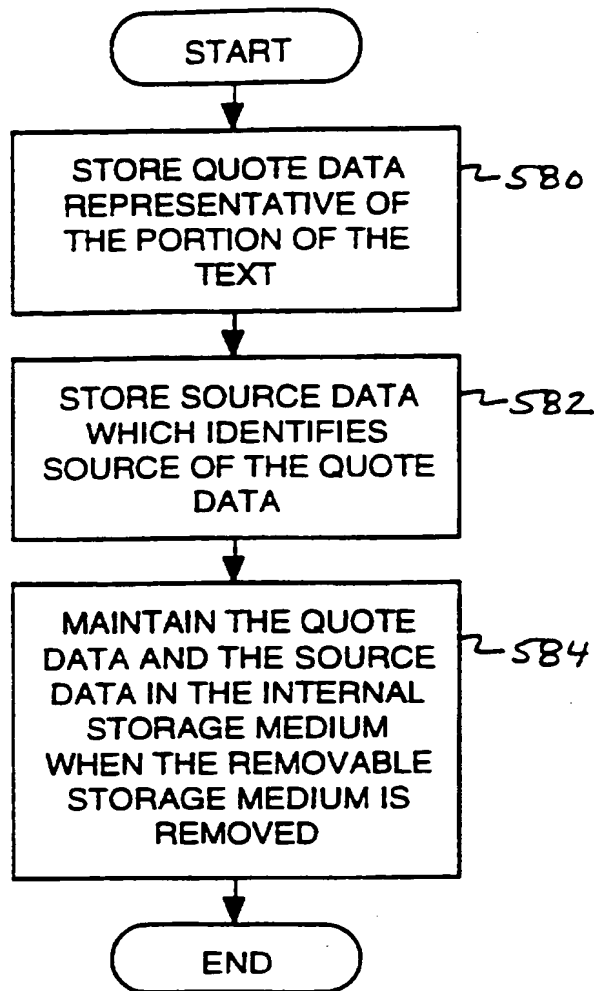 START
STORE QUOTE DATA
REPRESENTATIVE OF
THE PORTION OF THE
TEXT
580
STORE SOURCE DATA
WHICH IDENTIFIES
SOURCE OF THE QUOTE
DATA
582
MAINTAIN THE QUOTE
DATA AND THE SOURCE
DATA IN THE INTERNAL
STORAGE MEDIUM
WHEN THE REMOVABLE
STORAGE MEDIUM IS
REMOVED
584
END